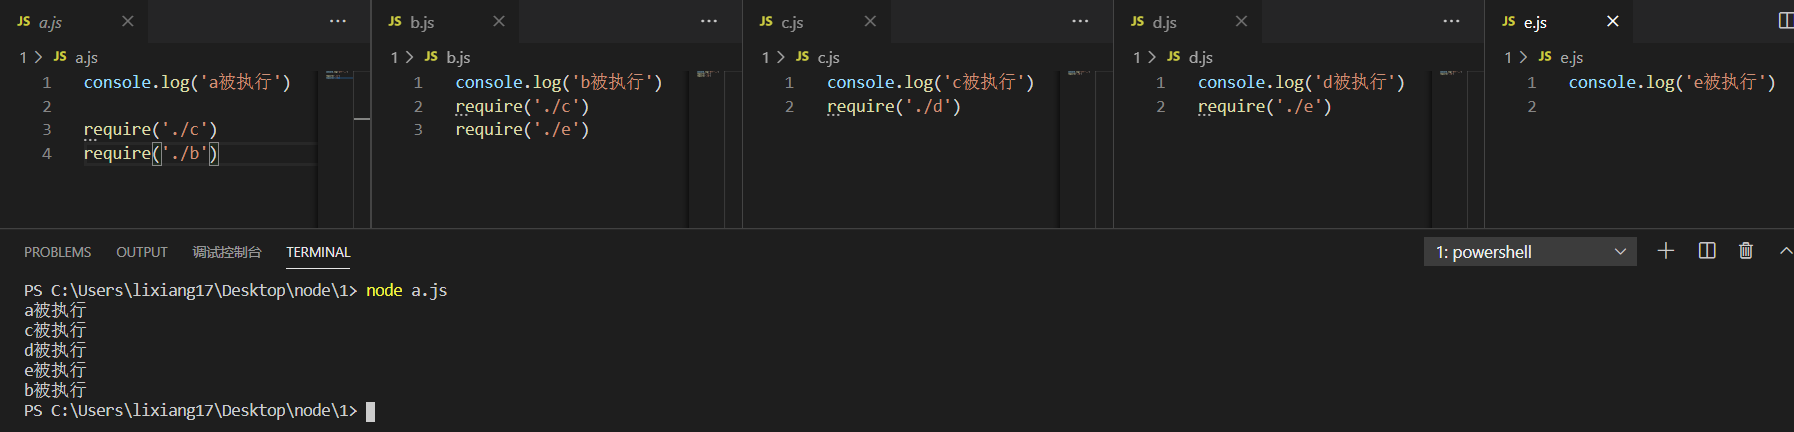 JS a.js × ···
1 > JS a.js
1 console.log('a被执行')
2
3 require('./c')
4 require('./b')
JS b.js × ···
1 > JS b.js
1 console.log('b被执行')
2 require('./c')
3 require('./e')
JS c.js × ···
1 > JS c.js
1 console.log('c被执行')
2 require('./d')
JS d.js × ···
1 > JS d.js
1 console.log('d被执行')
2 require('./e')
JS e.js ×
1 > JS e.js
1 console.log('e被执行')
2
PROBLEMS OUTPUT 调试控制台 TERMINAL 1: powershell
PS C:\Users\lixiang17\Desktop\node\1> node a.js
a被执行
c被执行
d被执行
e被执行
b被执行
PS C:\Users\lixiang17\Desktop\node\1>